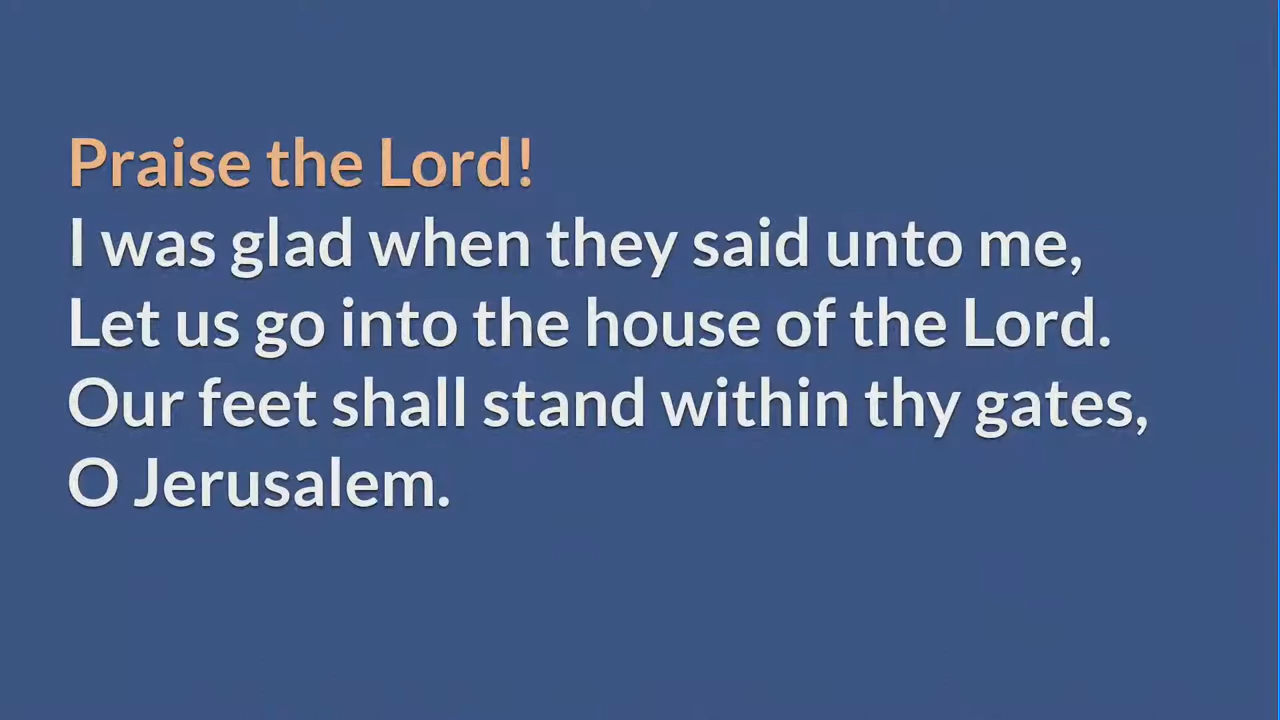 Praise the Lord!
I was glad when they said unto me,
Let us go into the house of the Lord.
Our feet shall stand within thy gates,
O Jerusalem.